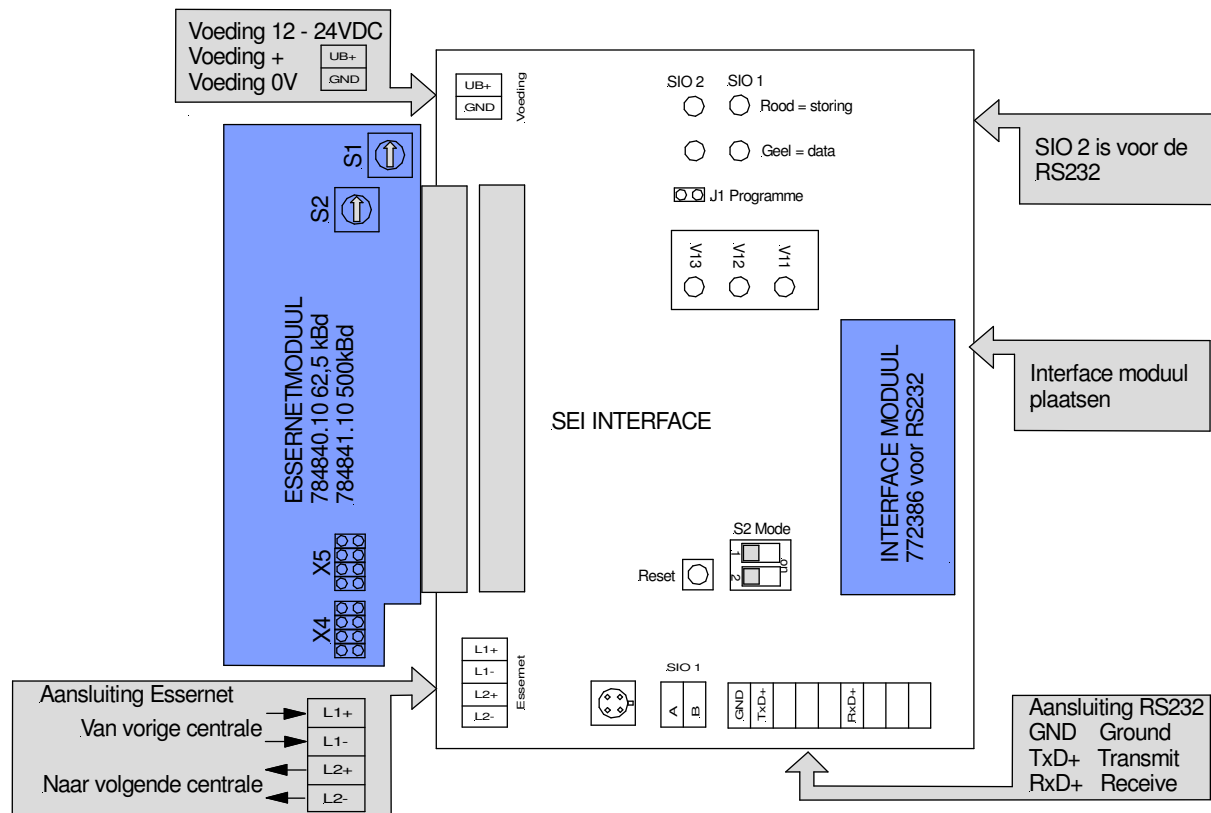 Voeding 12 - 24VDC
Voeding +
UB+
Voeding 0V
GND
UB+
GND
Voeding
SIO 2
SIO 1
Rood = storing
Geel = data
J1 Programme
V13
V12
V11
SIO 2 is voor de
RS232
S1
S2
ESSERNETMODUUL
784840.10 62,5 kBd
784841.10 500kBd
X5
X4
SEI INTERFACE
INTERFACE MODUUL
772386 voor RS232
Interface moduul
plaatsen
S2 Mode
1
2
on
Reset
L1+
L1-
L2+
L2-
Essernet
SIO 1
A
B
GND
TxD+
RxD+
Aansluiting Essernet
Van vorige centrale
Naar volgende centrale
L1+
L1-
L2+
L2-
Aansluiting RS232
GND Ground
TxD+ Transmit
RxD+ Receive